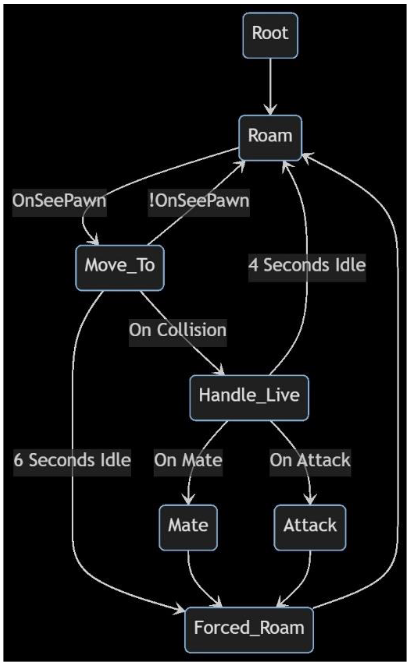 Root
Roam
OnSeePawn
!OnSeePawn
Move_To
4 Seconds Idle
On Collision
Handle_Live
6 Seconds Idle
On Mate
On Attack
Mate
Attack
Forced_Roam